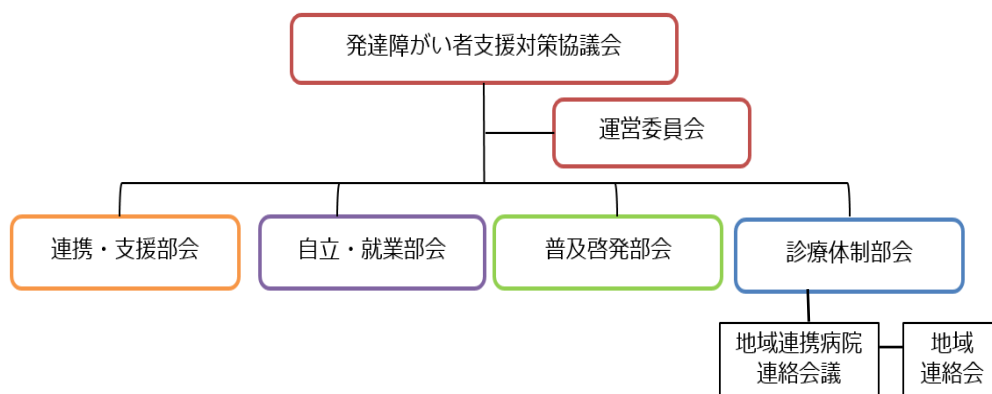 発達障がい者支援対策協議会
運営委員会
連携・支援部会
自立・就業部会
普及啓発部会
診療体制部会
地域連携病院
連絡会議
地域
連絡会